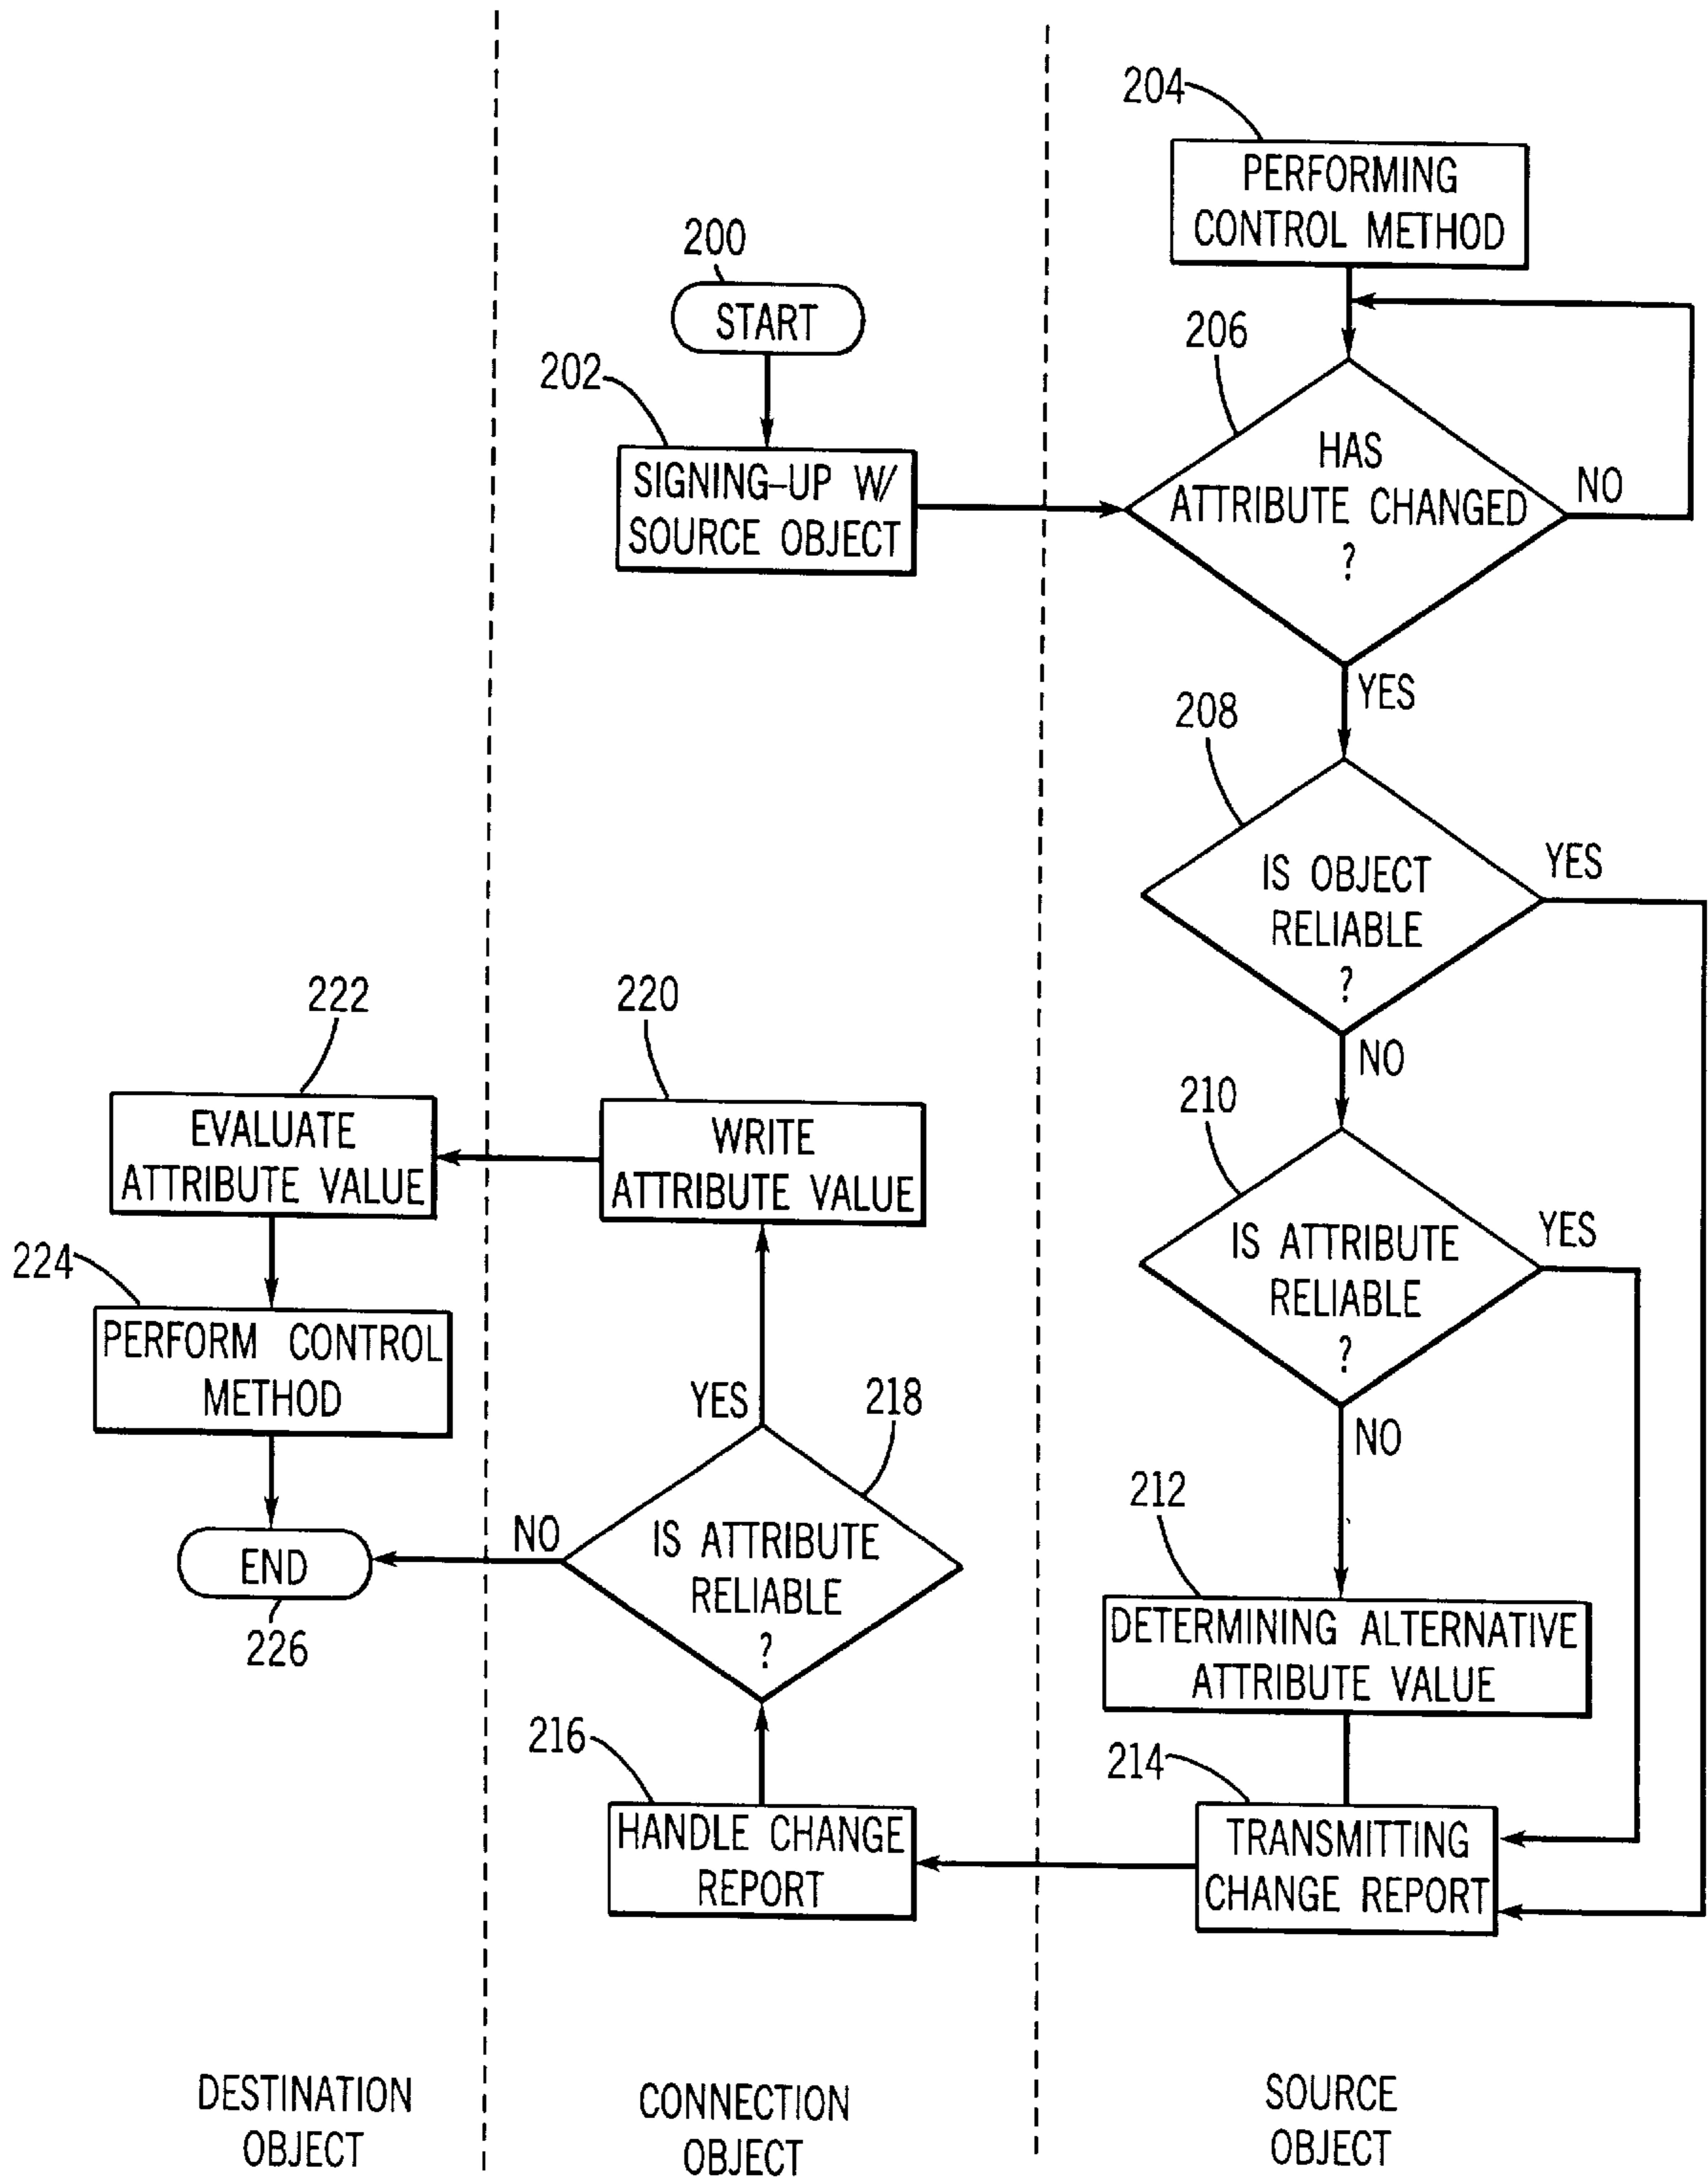 204
PERFORMING
CONTROL METHOD
200
START
202
SIGNING-UP W/
SOURCE OBJECT
206
HAS
ATTRIBUTE CHANGED
?
NO
YES
208
IS OBJECT
RELIABLE
?
YES
NO
210
IS ATTRIBUTE
RELIABLE
?
YES
NO
212
DETERMINING ALTERNATIVE
ATTRIBUTE VALUE
214
TRANSMITTING
CHANGE REPORT
216
HANDLE CHANGE
REPORT
218
IS ATTRIBUTE
RELIABLE
?
YES
NO
220
WRITE
ATTRIBUTE VALUE
222
EVALUATE
ATTRIBUTE VALUE
224
PERFORM CONTROL
METHOD
END
226
DESTINATION
OBJECT
CONNECTION
OBJECT
SOURCE
OBJECT